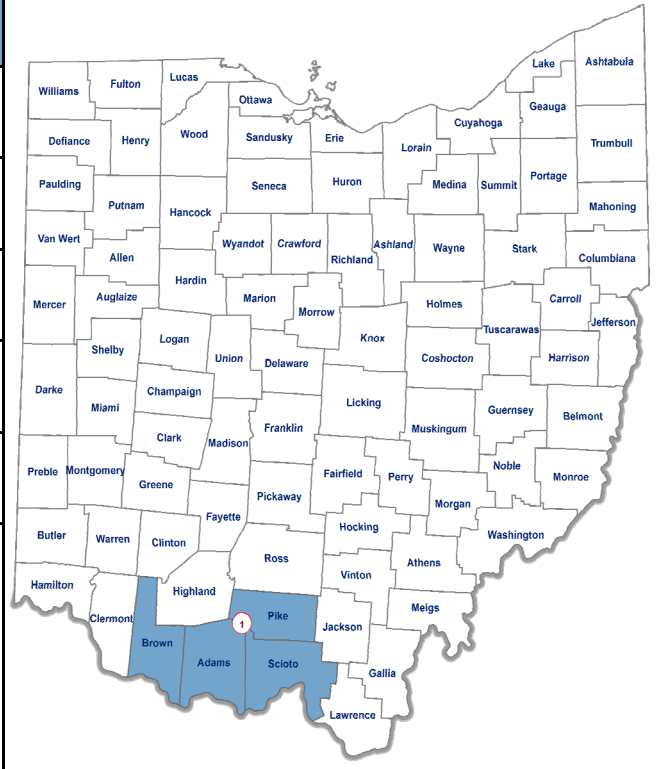 Lake
Ashtabula
Lucas
Fulton
Williams
Ottawa
Geauga
Cuyahoga
Wood
Sandusky
Erie
Defiance
Henry
Lorain
Trumbull
Portage
Paulding
Seneca
Huron
Medina
Summit
Putnam
Hancock
Mahoning
Van Wert
Wyandot
Crawford
Ashland
Richland
Wayne
Stark
Allen
Columbiana
Hardin
Auglaize
Marion
Carroll
Mercer
Morrow
Holmes
Jefferson
Tuscarawas
Logan
Knox
Shelby
Union
Delaware
Coshocton
Harrison
Darke
Champaign
Miami
Licking
Guernsey
Belmont
Franklin
Muskingum
Clark
Madison
Preble
Montgomery
Fairfield
Perry
Noble
Monroe
Greene
Pickaway
Morgan
Fayette
Hocking
Butler
Warren
Clinton
Washington
Ross
Athens
Vinton
Hamilton
Highland
Meigs
Clermont
Pike
1
Jackson
Brown
Adams
Scioto
Gallia
Lawrence